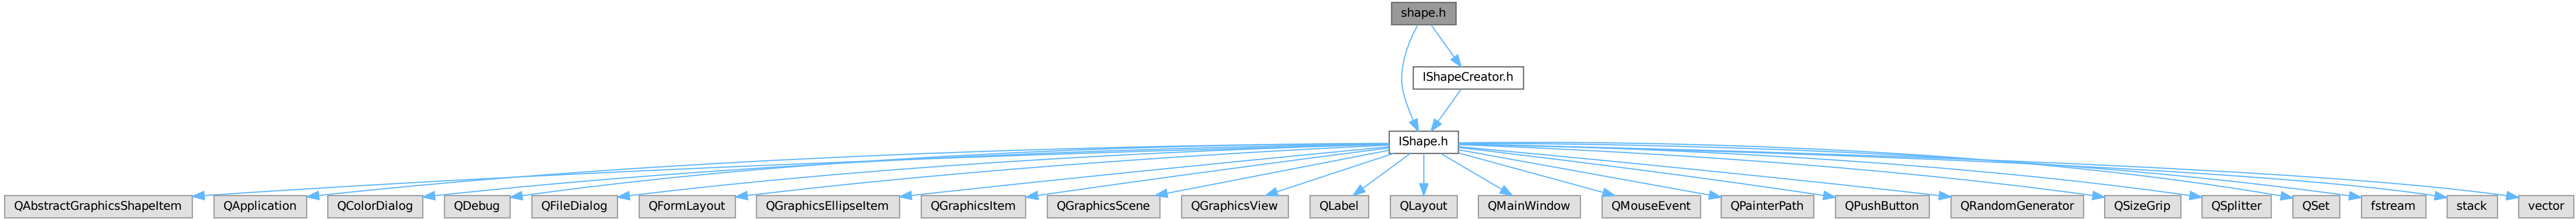 shape.h
IShapeCreator.h
IShape.h
QAbstractGraphicsShapeItem
QApplication
QColorDialog
QDebug
QFileDialog
QFormLayout
QGraphicsEllipseItem
QGraphicsItem
QGraphicsScene
QGraphicsView
QLabel
QLayout
QMainWindow
QMouseEvent
QPainterPath
QPushButton
QRandomGenerator
QSizeGrip
QSplitter
QSet
fstream
stack
vector